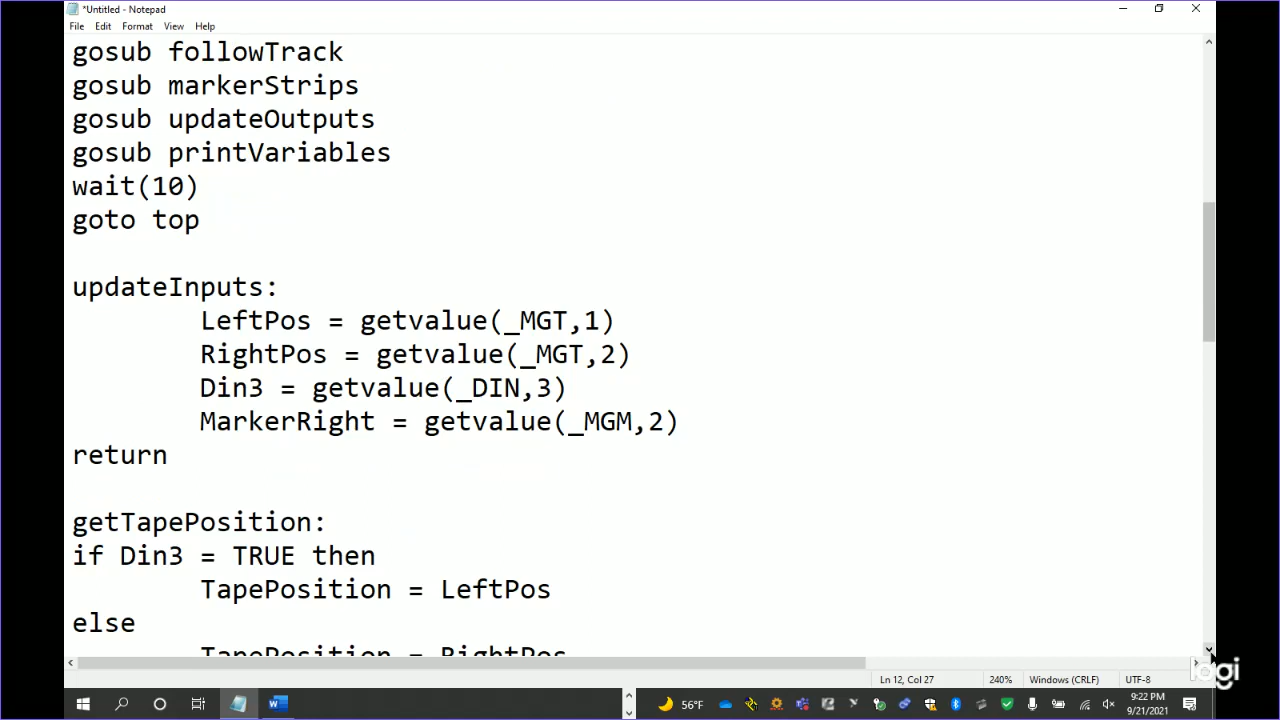 *Untitled - Notepad
File Edit Format View Help
gosub followTrack
gosub markerStrips
gosub updateOutputs
gosub printVariables
wait(10)
goto top
updateInputs:
LeftPos = getvalue(_MGT,1)
RightPos = getvalue(_MGT,2)
Din3 = getvalue(_DIN,3)
MarkerRight = getvalue(_MGM,2)
return
getTapePosition:
if Din3 = TRUE then
TapePosition = LeftPos
else
TapePosition = RightPos
Ln 12, Col 27 240% Windows (CRLF) UTF-8
logi
56°F 9:22 PM
9/21/2021